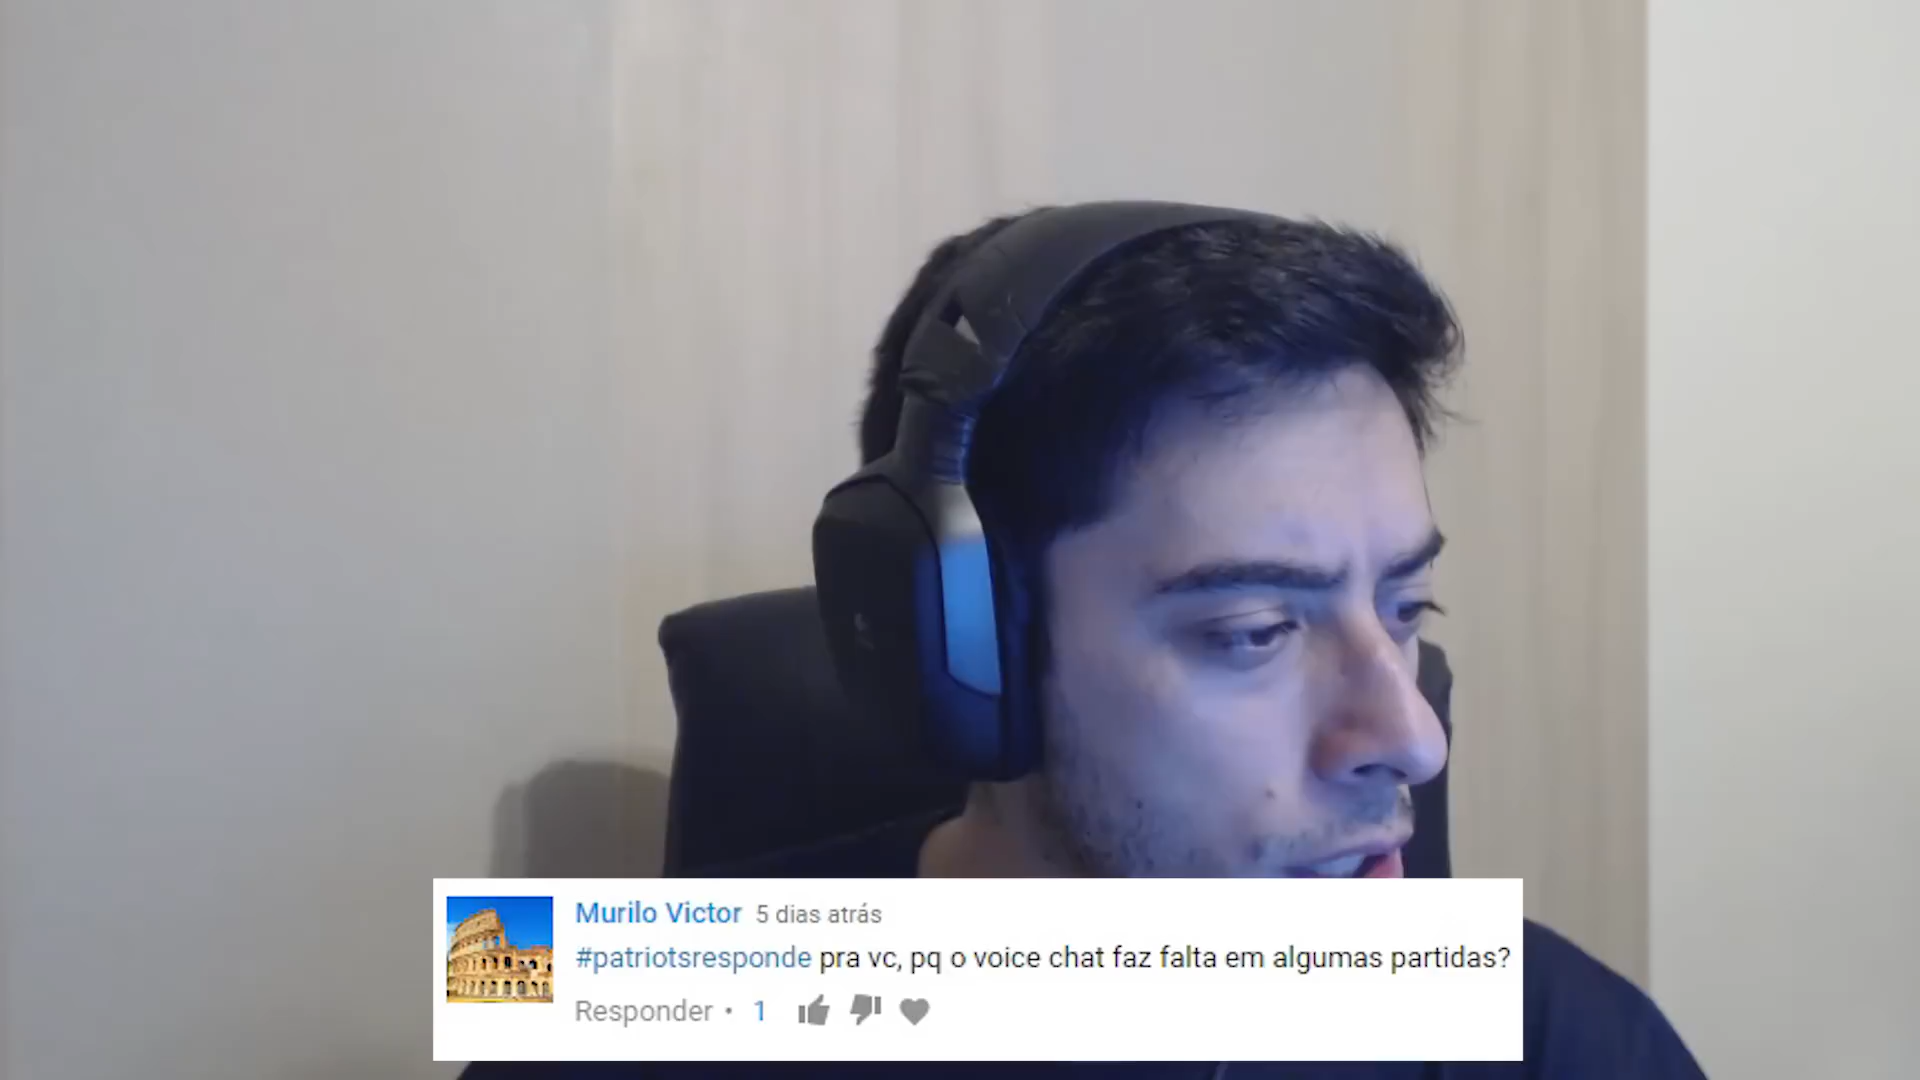 Murilo Victor 5 dias atrás
#patriotsresponde pra vc, pq o voice chat faz falta em algumas partidas?
Responder • 1